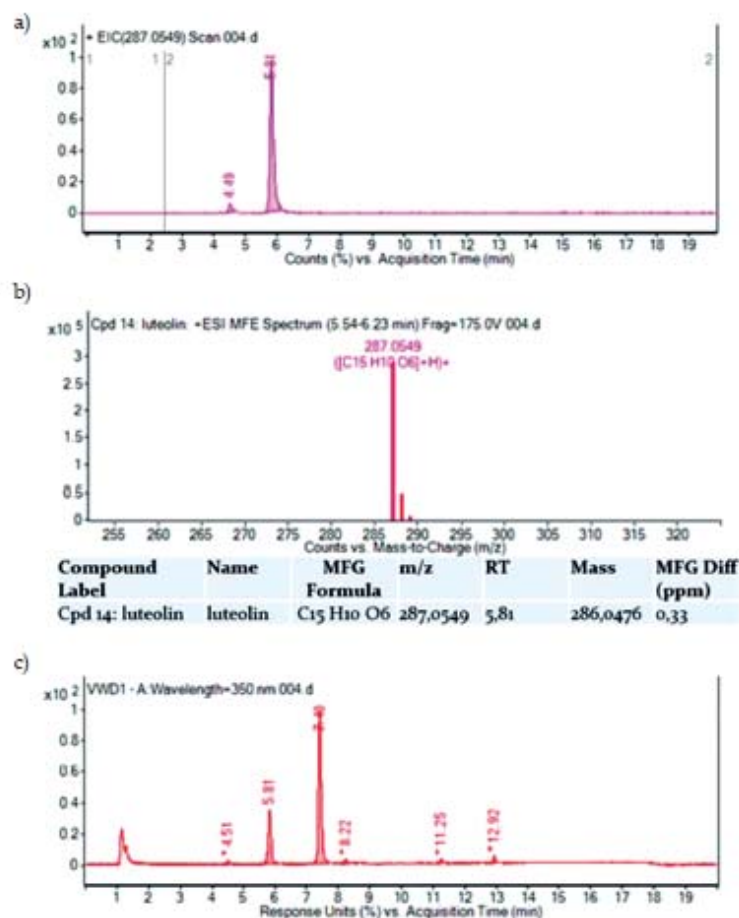 a)
x10 2
+ EIC(287.0549) Scan 004.d
1 1 2 2
1
0.8
0.6
0.4
0.2
0
4.49
5.81
1 2 3 4 5 6 7 8 9 10 11 12 13 14 15 16 17 18 19
Counts (%) vs. Acquisition Time (min)
b)
x10 5
Cpd 14: luteolin: +ESI MFE Spectrum (5.54-6.23 min) Frag=175.0V 004.d
287.0549
([C15 H10 O6]+H)+
3
2.5
2
1.5
1
0.5
0
255 260 265 270 275 280 285 290 295 300 305 310 315 320
Counts vs. Mass-to-Charge (m/z)
Compound Label Name MFG Formula m/z RT Mass MFG Diff (ppm)
Cpd 14: luteolin luteolin C15 H10 O6 287,0549 5,81 286,0476 0,33
c)
x10 2
VWD1 - A:Wavelength=350 nm 004.d
1
0.8
0.6
0.4
0.2
0
* 4.51
5.81
* 8.22
* 11.25
* 12.92
1 2 3 4 5 6 7 8 9 10 11 12 13 14 15 16 17 18 19
Response Units (%) vs. Acquisition Time (min)